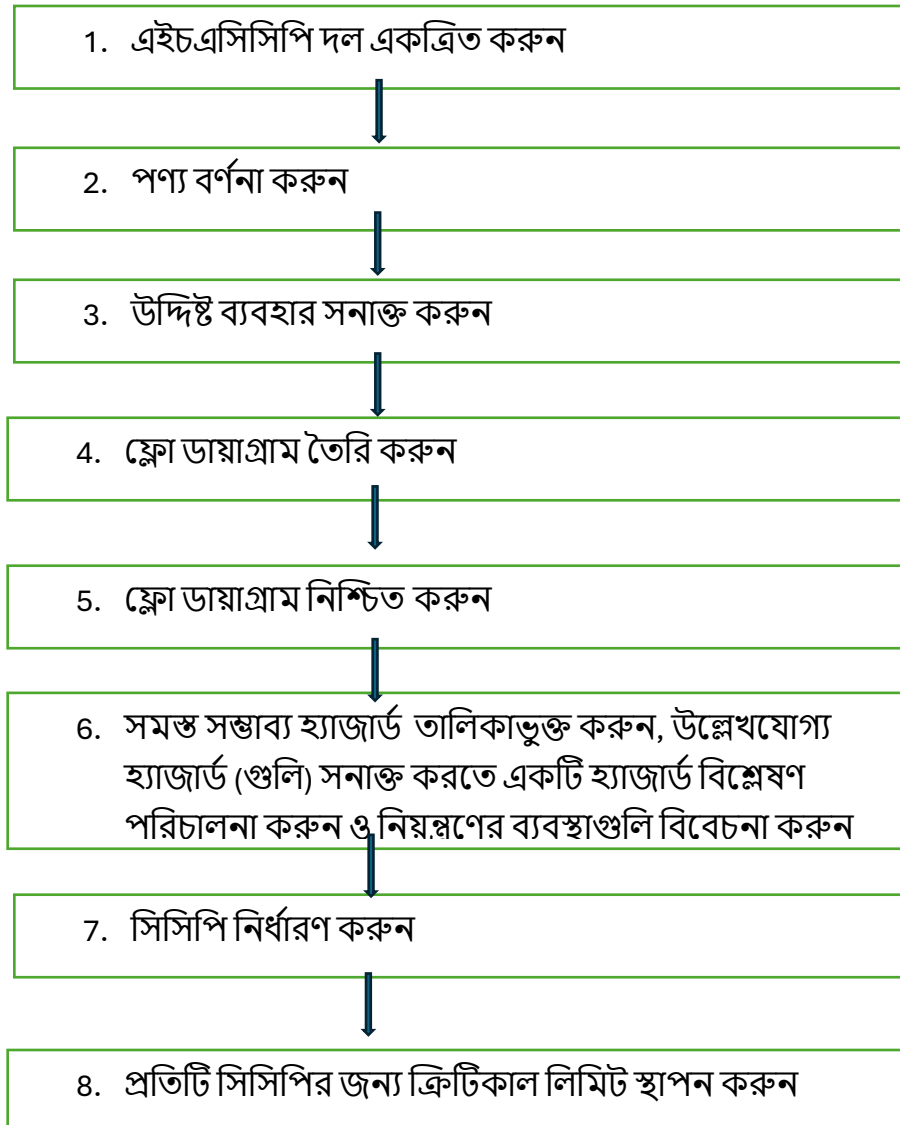 1. এইচএসিসিপি দল একত্রিত করুন
2. পণ্য বর্ণনা করুন
3. উদ্দিষ্ট ব্যবহার সনাক্ত করুন
4. ফ্লো ডায়াগ্রাম তৈরি করুন
5. ফ্লো ডায়াগ্রাম নিশ্চিত করুন
6. সমস্ত সম্ভাব্য হ্যাজার্ড তালিকাভুক্ত করুন, উল্লেখযোগ্য
হ্যাজার্ড (গুলি) সনাক্ত করতে একটি হ্যাজার্ড বিশ্লেষণ
পরিচালনা করুন ও নিয়ন্ত্রণের ব্যবস্থাগুলি বিবেচনা করুন
7. সিসিপি নির্ধারণ করুন
8. প্রতিটি সিসিপির জন্য ক্রিটিকাল লিমিট স্থাপন করুন